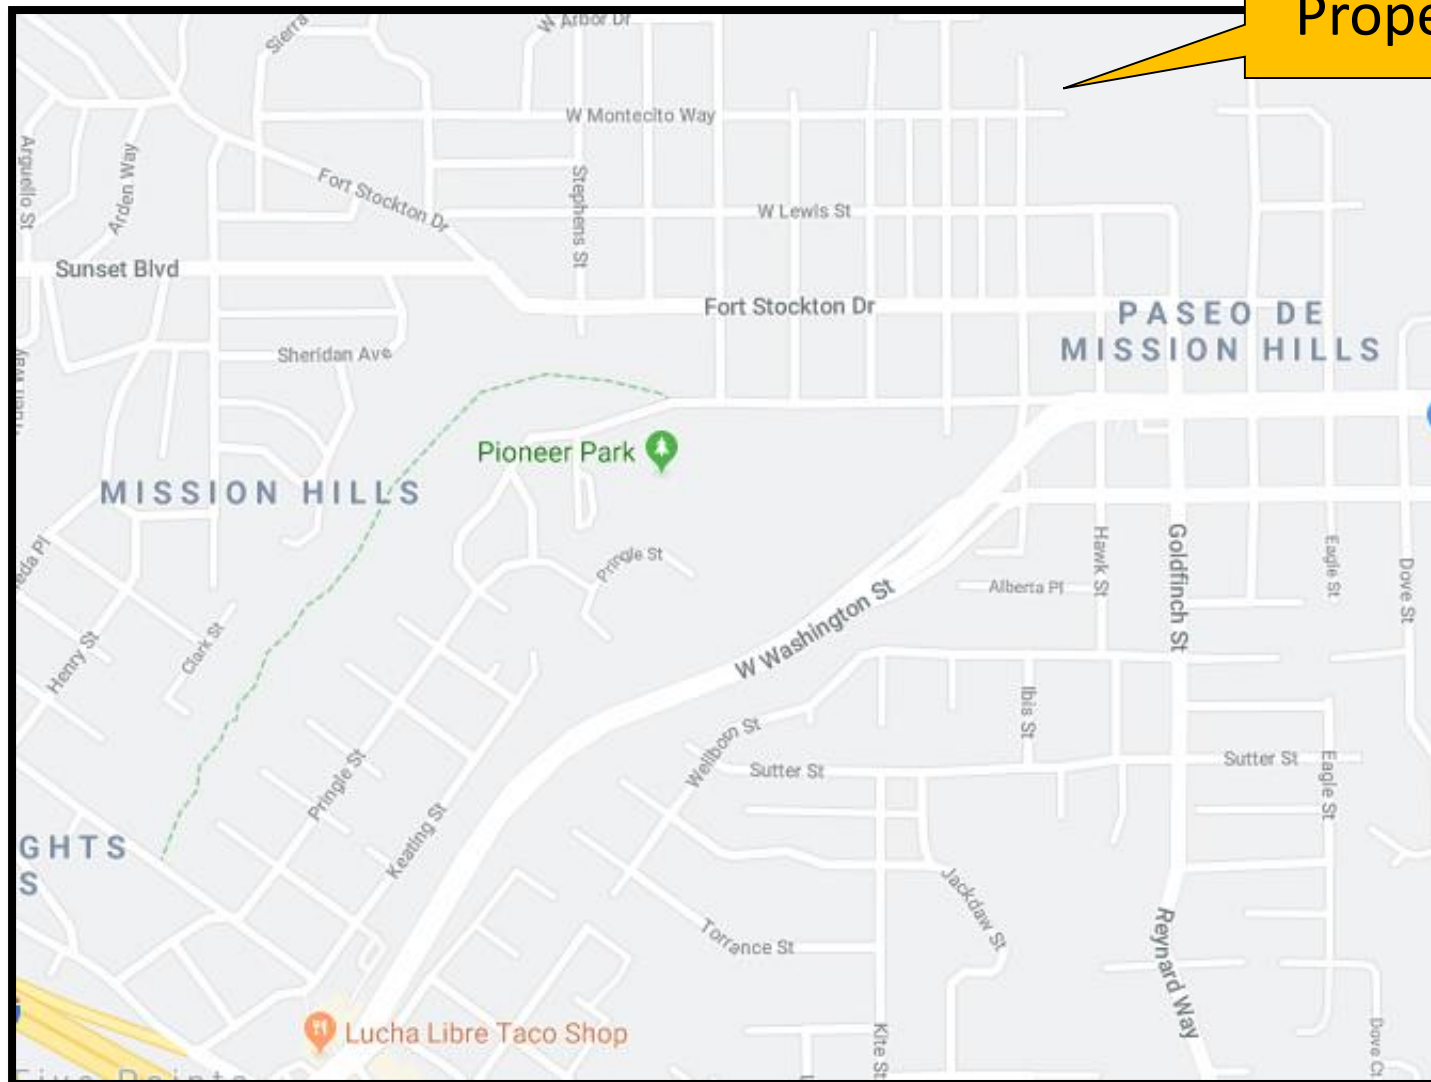 Prope
W Arbor Dr
Sierra
W Montecito Way
Arguello St
Arden Way
Fort Stockton Dr
Stephens St
W Lewis St
Sunset Blvd
Fort Stockton Dr
PASEO DE
MISSION HILLS
Sheridan Ave
Pioneer Park
MISSION HILLS
Pringle St
Hawk St
Goldfinch St
Eagle St
Dove St
Alberta Pl
W Washington St
Henry St
Clark St
Ibis St
Wellborn St
Sutter St
Sutter St
Eagle St
Pringle St
Keating St
GHTS
S
Jackdaw St
Torrance St
Reynard Way
Lucha Libre Taco Shop
Kite St
Dove Ct
Five Points